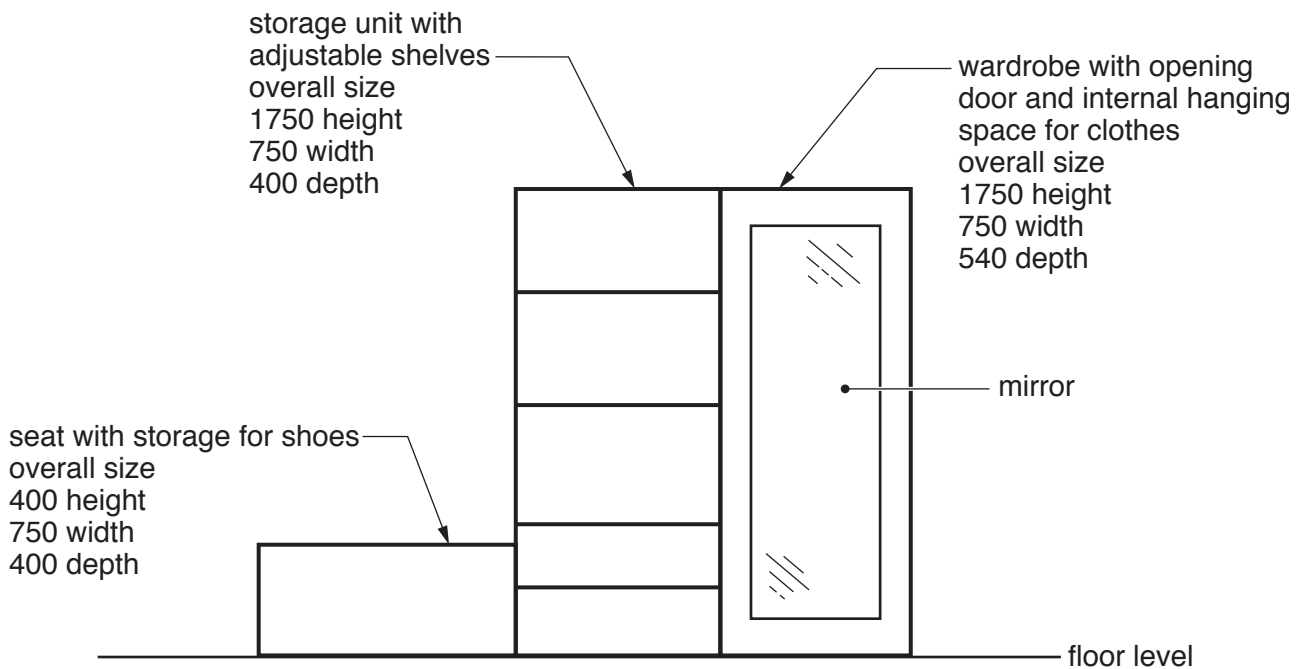 storage unit with
adjustable shelves
overall size
1750 height
750 width
400 depth
wardrobe with opening
door and internal hanging
space for clothes
overall size
1750 height
750 width
540 depth
mirror
seat with storage for shoes
overall size
400 height
750 width
400 depth
floor level